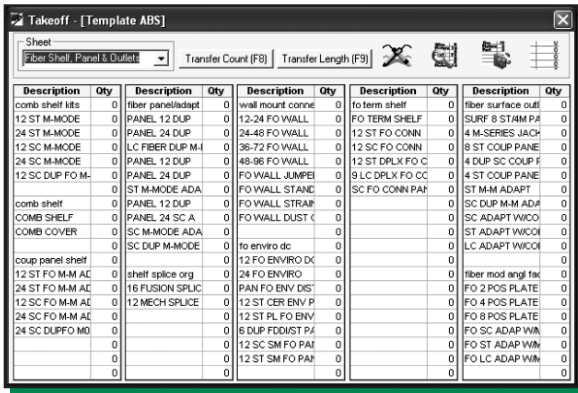 Takeoff - [Template ABS]
Sheet
Fiber Shelf, Panel & Outlets
Transfer Count (F8) Transfer Length (F9)
Description Qty Description Qty Description Qty Description Qty Description Qty
comb shelf kits 0 fiber panel/adapt 0 wall mount conne 0 fo term shelf 0 fiber surface outl 0
12 ST M-MODE 0 PANEL 12 DUP 0 12-24 FO WALL 0 FO TERM SHELF 0 SURF 8 ST/4M PA 0
24 ST M-MODE 0 PANEL 24 DUP 0 24-48 FO WALL 0 12 ST FO CONN 0 4 M-SERIES JACK 0
12 SC M-MODE 0 LC FIBER DUP M-I 0 36-72 FO WALL 0 12 SC FO CONN 0 8 ST COUP PANE 0
24 SC M-MODE 0 PANEL 12 DUP 0 48-96 FO WALL 0 12 ST DPLX FO C 0 4 DUP SC COUP F 0
12 SC DUP FO M- 0 PANEL 24 DUP 0 FO WALL JUMPEI 0 9 LC DPLX FO CC 0 4 ST COUP PANE 0
0 ST M-MODE ADA 0 FO WALL STAND 0 SC FO CONN PAN 0 ST M-M ADAPT 0
comb shelf 0 PANEL 12 DUP 0 FO WALL STRAIN 0 0 SC DUP M-M ADA 0
COMB SHELF 0 PANEL 24 SC A 0 FO WALL DUST C 0 0 SC ADAPT W/CO 0
COMB COVER 0 SC M-MODE ADA 0 0 0 ST ADAPT W/COI 0
0 SC DUP M-MODE 0 fo enviro dc 0 0 LC ADAPT W/COI 0
coup panel shelf 0 0 12 FO ENVIRO DC 0 0 0
12 ST FO M-M AD 0 shelf splice org 0 24 FO ENVIRO 0 0 fiber mod angl fac 0
24 ST FO M-M AD 0 16 FUSION SPLIC 0 PAN FO ENV DIS 0 0 FO 2 POS PLATE 0
12 SC FO M-M AD 0 12 MECH SPLICE 0 12 ST CER ENV P 0 0 FO 4 POS PLATE 0
24 SC FO M-M AD 0 0 12 ST PL FO ENV 0 0 FO 8 POS PLATE 0
24 SC DUPFO M0 0 0 6 DUP FDDI/ST PA 0 0 FO SC ADAP W/M 0
0 0 12 SC SM FO PAN 0 0 FO ST ADAP W/M 0
0 0 12 ST SM FO PAN 0 0 FO LC ADAP W/M 0
0 0 0 0 0